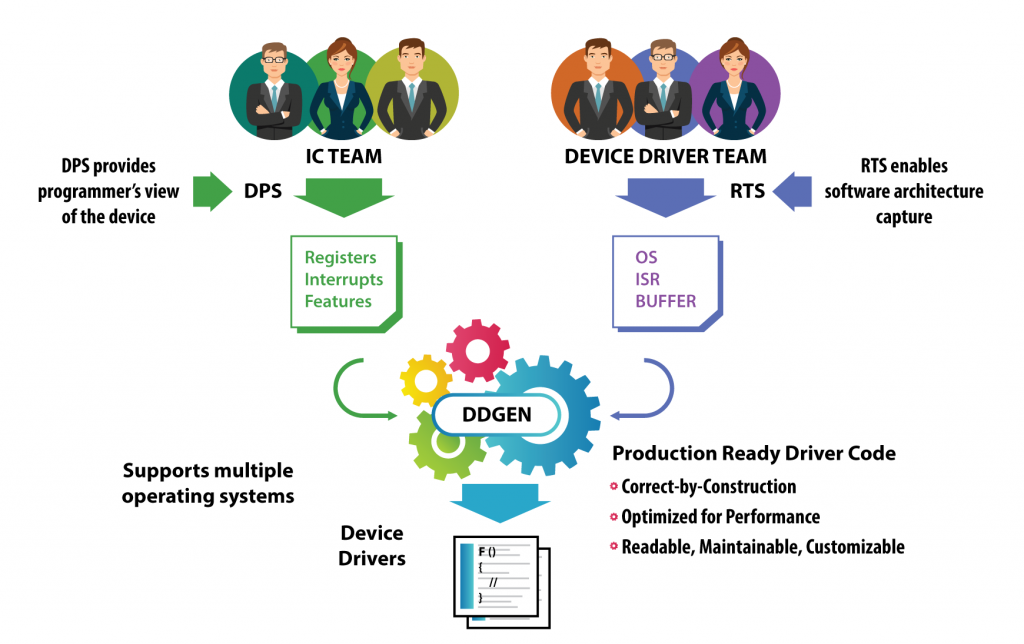 IC TEAM
DEVICE DRIVER TEAM
DPS provides
programmer's view
of the device
DPS
RTS
RTS enables
software architecture
capture
Registers
Interrupts
Features
OS
ISR
BUFFER
DDGEN
Supports multiple
operating systems
Production Ready Driver Code
Correct-by-Construction
Optimized for Performance
Readable, Maintainable, Customizable
Device
Drivers
F ()
{
//
}